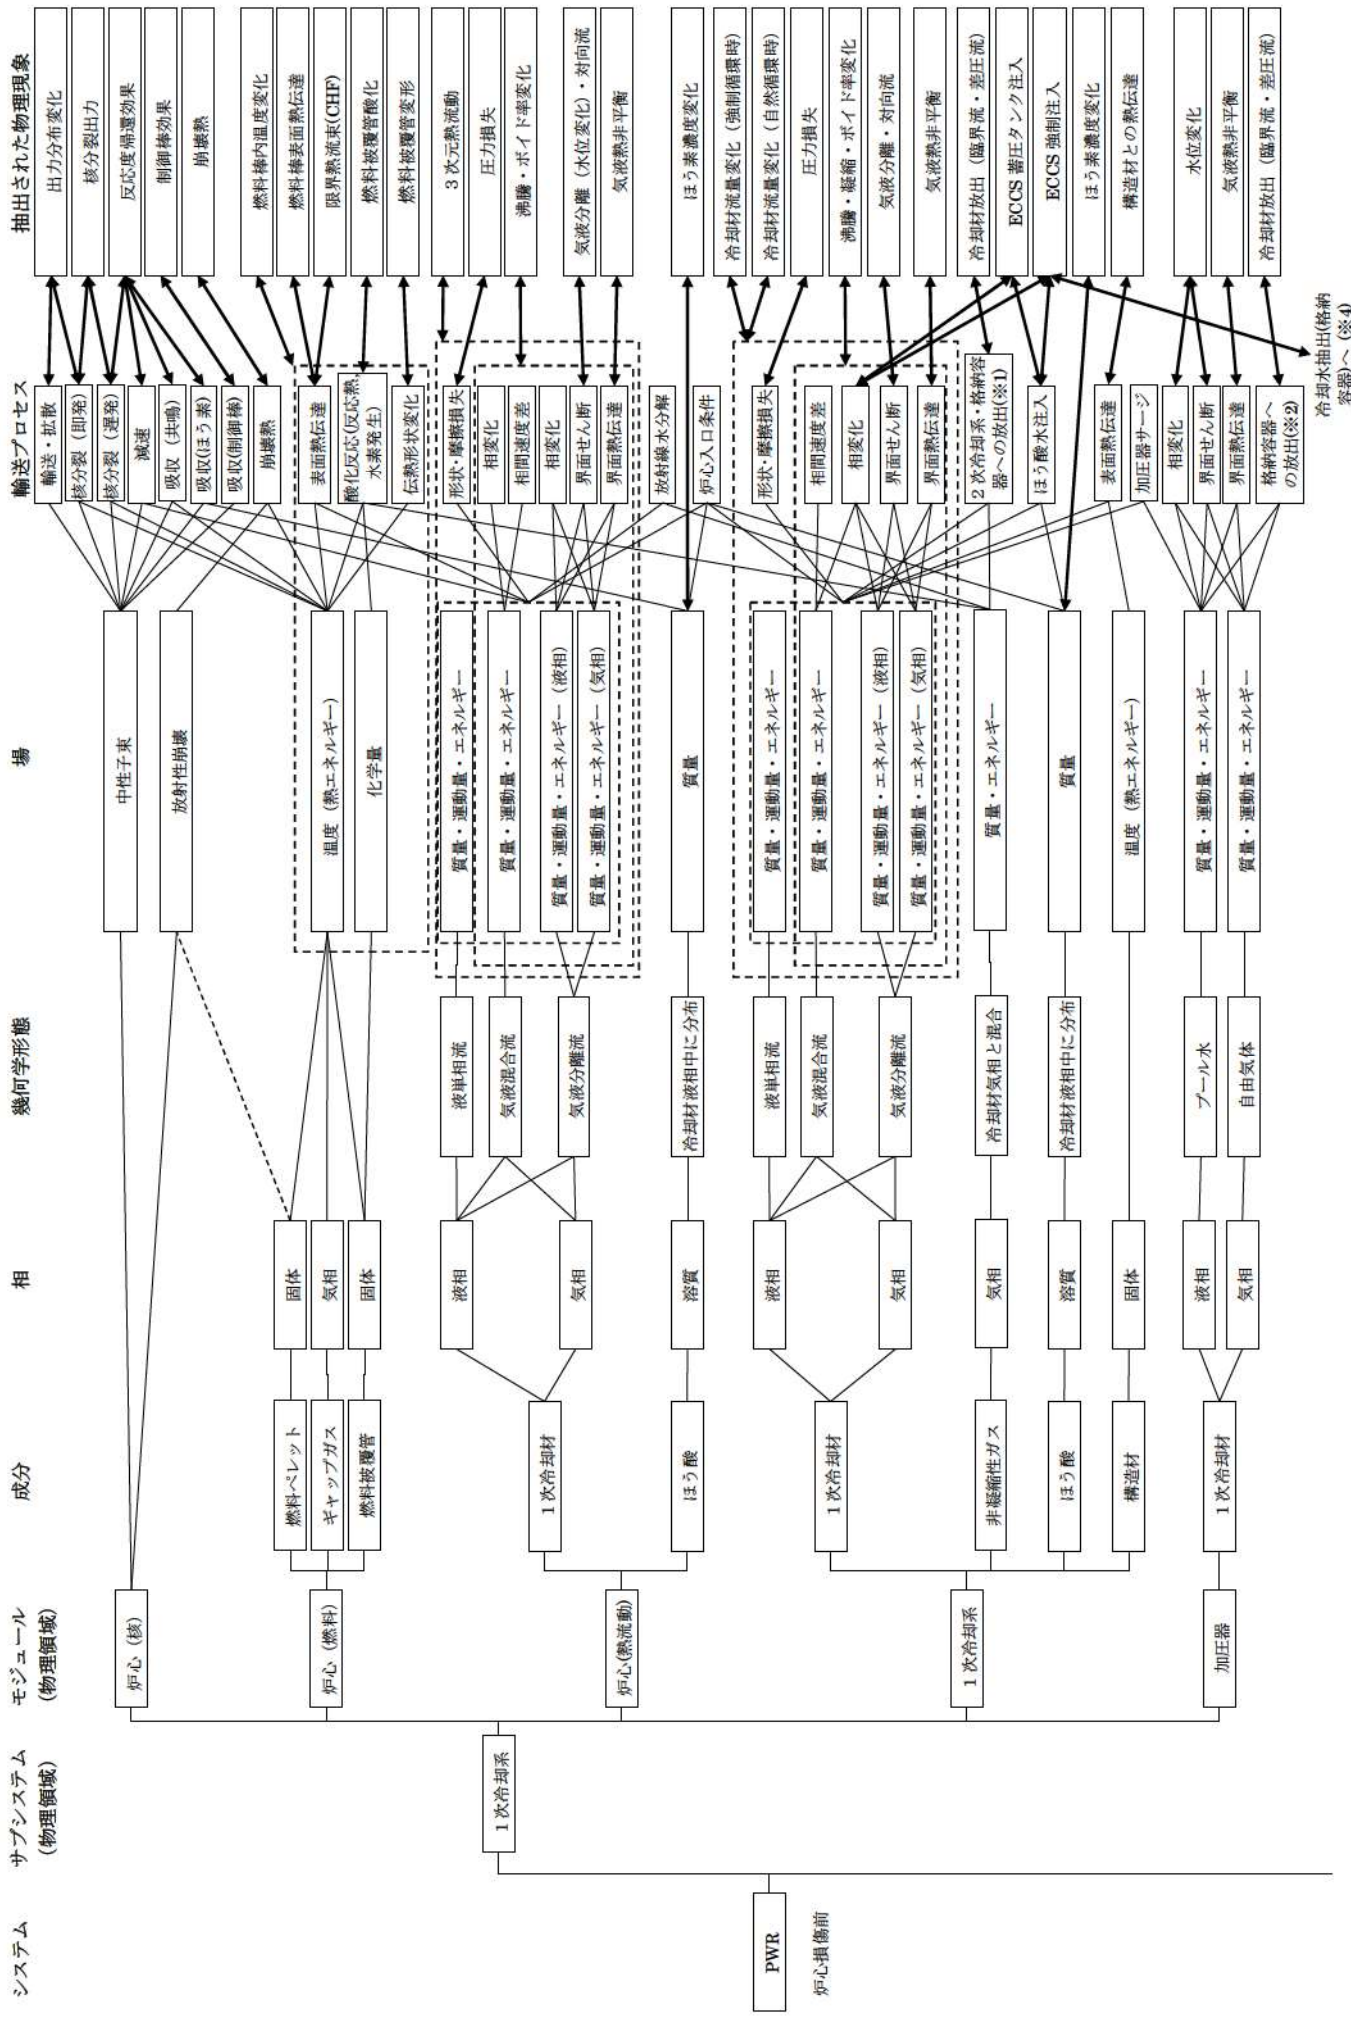 システム
サブシステム
(物理領域)
モジュール
(物理領域)
成分
相
幾何学形態
場
輸送プロセス
抽出された物理現象
PWR
炉心損傷前
1次冷却系
炉心（核）
炉心（燃料）
炉心(熱流動)
1次冷却系
加圧器
燃料ペレット
ギャップガス
燃料被覆管
1次冷却材
ほう酸
1次冷却材
非凝縮性ガス
ほう酸
構造材
1次冷却材
固体
気相
固体
液相
気相
溶質
液相
気相
気相
溶質
固体
液相
気相
液単相流
気液混合流
気液分離流
冷却材液相中に分布
液単相流
気液混合流
気液分離流
冷却材気相と混合
冷却材液相中に分布
プール水
自由気体
中性子束
放射性崩壊
温度（熱エネルギー）
化学量
質量・運動量・エネルギー
質量・運動量・エネルギー
質量・運動量・エネルギー（液相）
質量・運動量・エネルギー（気相）
質量
質量・運動量・エネルギー
質量・運動量・エネルギー
質量・運動量・エネルギー（液相）
質量・運動量・エネルギー（気相）
質量・エネルギー
質量
温度（熱エネルギー）
質量・運動量・エネルギー
質量・運動量・エネルギー
輸送・拡散
核分裂（即発）
核分裂（遅発）
減速
吸収（共鳴）
吸収(ほう素)
吸収(制御棒)
崩壊熱
表面熱伝達
酸化反応(反応熱,
水素発生)
伝熱形状変化
形状･摩擦損失
相変化
相間速度差
相変化
界面せん断
界面熱伝達
放射線水分解
炉心入口条件
形状･摩擦損失
相間速度差
相変化
界面せん断
界面熱伝達
2次冷却系・格納容
器への放出(※1)
ほう酸水注入
表面熱伝達
加圧器サージ
相変化
界面せん断
界面熱伝達
格納容器へ
の放出(※2)
出力分布変化
核分裂出力
反応度帰還効果
制御棒効果
崩壊熱
燃料棒内温度変化
燃料棒表面熱伝達
限界熱流束(CHF)
燃料被覆管酸化
燃料被覆管変形
3次元熱流動
圧力損失
沸騰・ボイド率変化
気液分離（水位変化）・対向流
気液熱非平衡
ほう素濃度変化
冷却材流量変化（強制循環時）
冷却材流量変化（自然循環時）
圧力損失
沸騰・凝縮・ボイド率変化
気液分離・対向流
気液熱非平衡
冷却材放出（臨界流・差圧流）
ECCS 蓄圧タンク注入
ECCS 強制注入
ほう素濃度変化
構造材との熱伝達
水位変化
気液熱非平衡
冷却材放出（臨界流・差圧流）
冷却水抽出(格納
容器)へ (※4)